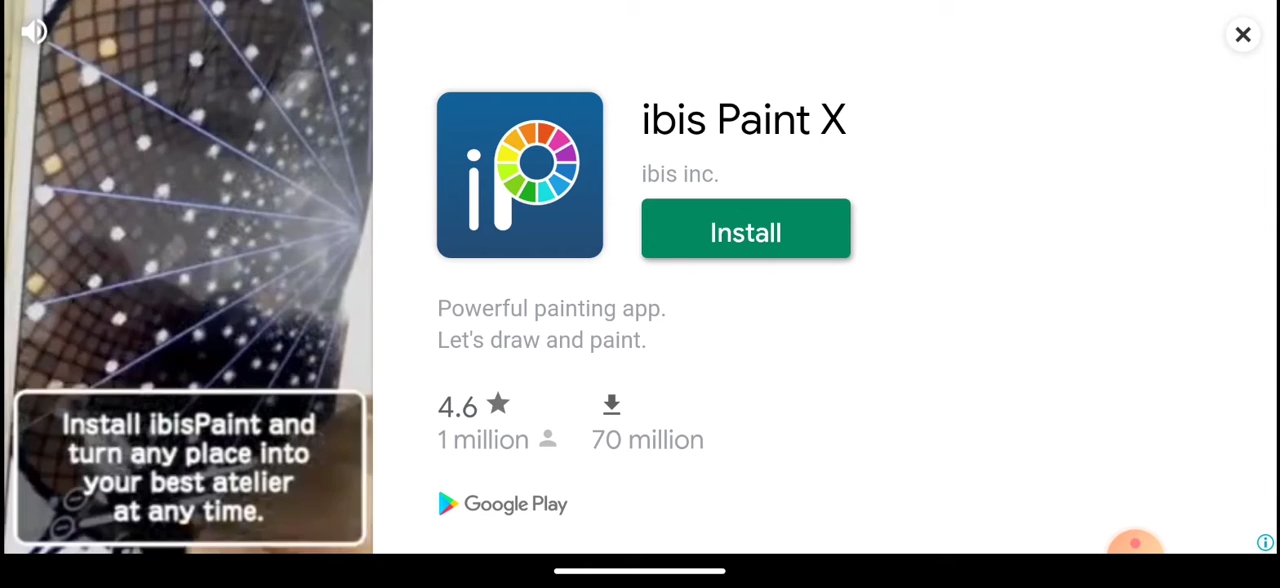 Install ibisPaint and
turn any place into
your best atelier
at any time.
iP
ibis Paint X
ibis inc.
Install
Powerful painting app.
Let's draw and paint.
4.6 ★
1 million
70 million
Google Play